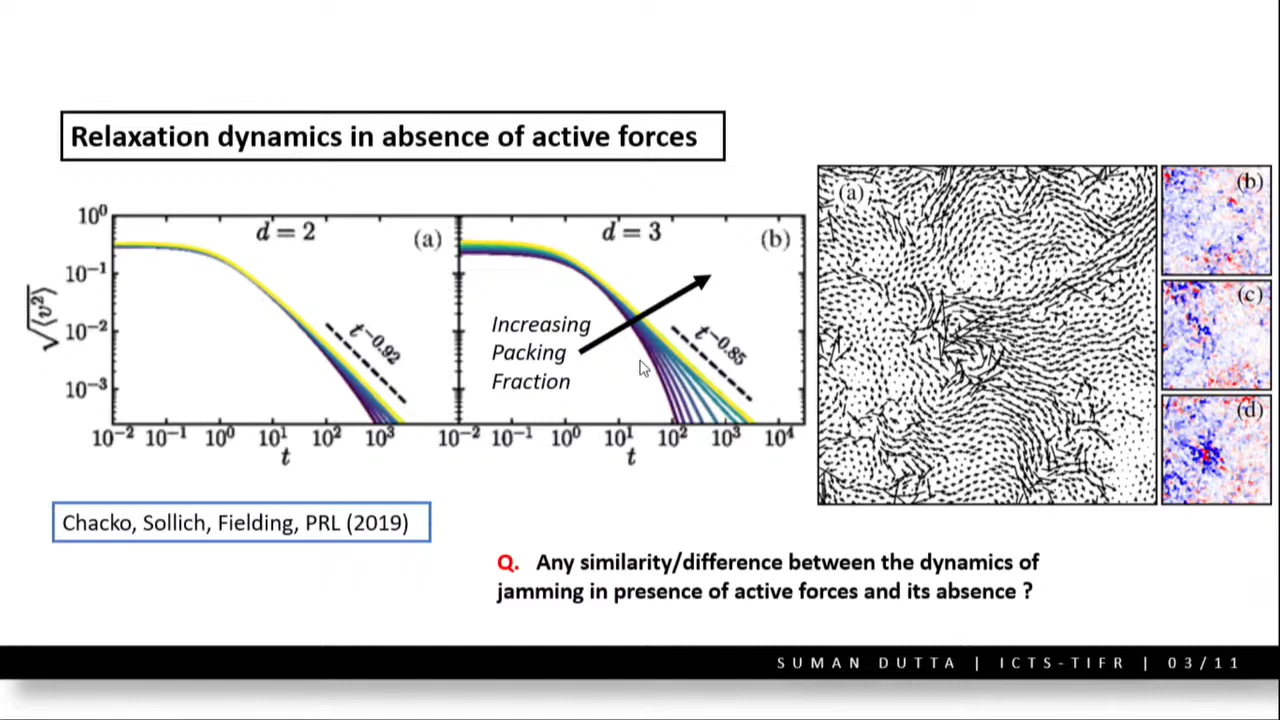 Relaxation dynamics in absence of active forces
10⁰
10⁻¹
10⁻²
10⁻³
√⟨v²⟩
d = 2
(a)
t⁻⁰·⁹²
10⁻² 10⁻¹ 10⁰ 10¹ 10² 10³
t
d = 3
(b)
Increasing
Packing
Fraction
t⁻⁰·⁸⁵
10⁻² 10⁻¹ 10⁰ 10¹ 10² 10³ 10⁴
t
(a)
(b)
(c)
(d)
Chacko, Sollich, Fielding, PRL (2019)
Q. Any similarity/difference between the dynamics of
jamming in presence of active forces and its absence ?
SUMAN DUTTA | ICTS-TIFR | 03/11